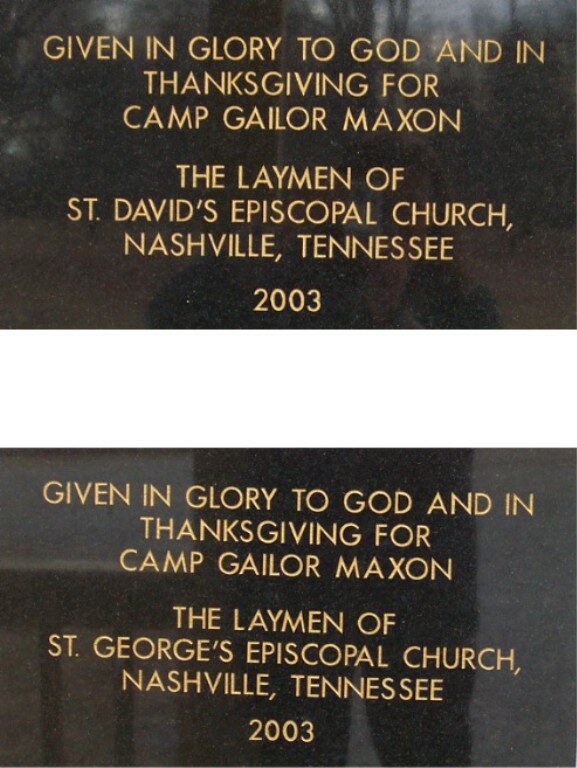 GIVEN IN GLORY TO GOD AND IN
THANKSGIVING FOR
CAMP GAILOR MAXON
THE LAYMEN OF
ST. DAVID'S EPISCOPAL CHURCH,
NASHVILLE, TENNESSEE
2003
GIVEN IN GLORY TO GOD AND IN
THANKSGIVING FOR
CAMP GAILOR MAXON
THE LAYMEN OF
ST. GEORGE'S EPISCOPAL CHURCH,
NASHVILLE, TENNESSEE
2003